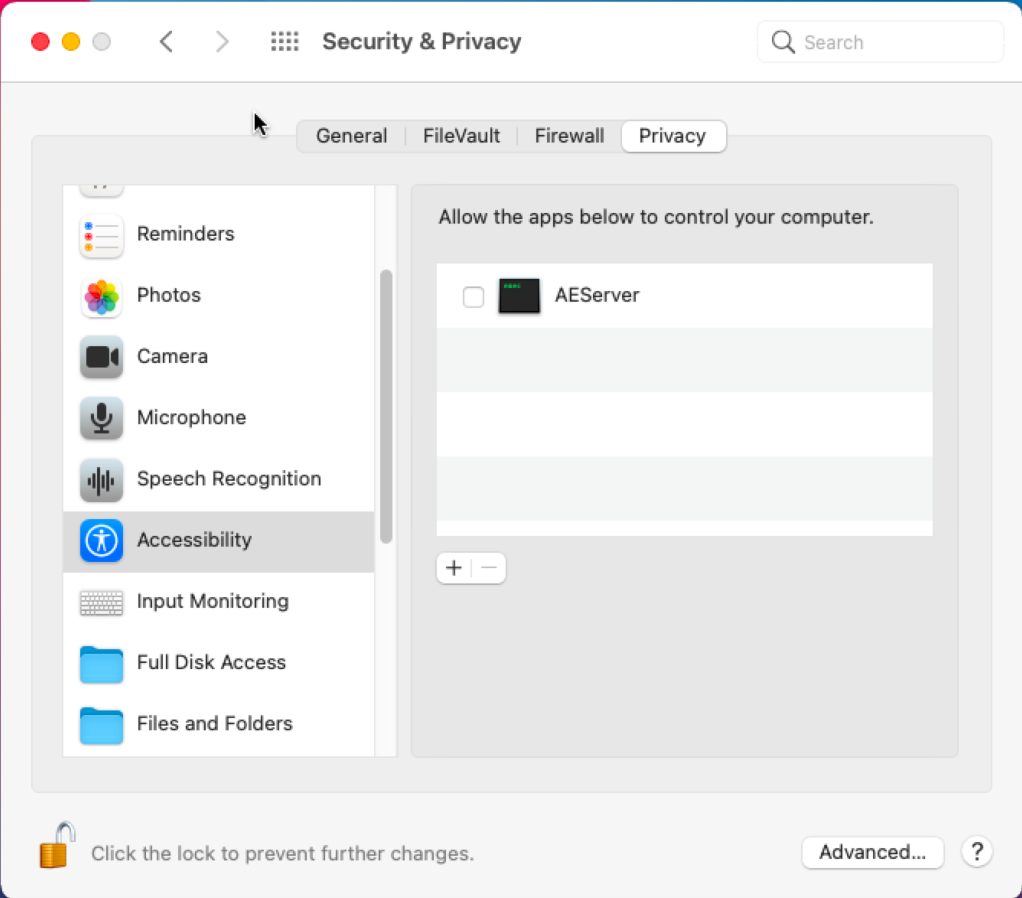 Security & Privacy
Search
General
FileVault
Firewall
Privacy
Reminders
Photos
Camera
Microphone
Speech Recognition
Accessibility
Input Monitoring
Full Disk Access
Files and Folders
Allow the apps below to control your computer.
AEServer
+
−
Click the lock to prevent further changes.
Advanced...
?